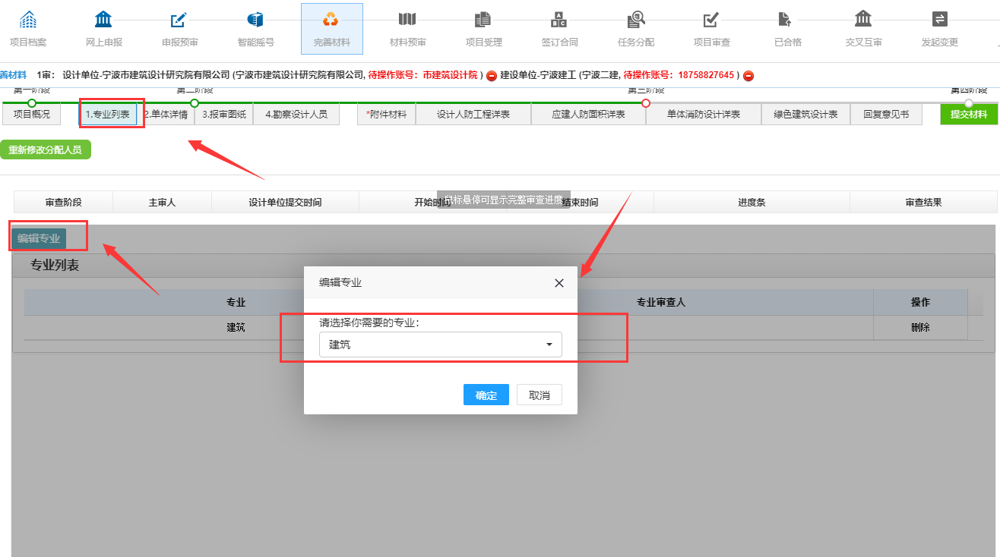 项目档案 网上申报 申报预审 智能摇号 完善材料 材料预审 项目受理 签订合同 任务分配 项目审查 已合格 交叉互审 发起变更
善材料 1审： 设计单位-宁波市建筑设计研究院有限公司 (宁波市建筑设计研究院有限公司, 待操作账号：市建筑设计院 ) 建设单位-宁波建工 (宁波二建, 待操作账号：18758827645 )
第一阶段 第二阶段 第三阶段 第四阶段
项目概况 1.专业列表 2.单体详情 3.报审图纸 4.勘察设计人员 *附件材料 设计人防工程详表 应建人防面积详表 单体消防设计详表 绿色建筑设计表 回复意见书 提交材料
重新修改分配人员
鼠标悬停可显示完整审查进度
审查阶段 主审人 设计单位提交时间 开始时间 结束时间 进度条 审查结果
编辑专业
专业列表
专业 专业审查人 操作
建筑 删除
编辑专业
请选择你需要的专业：
建筑
确定 取消